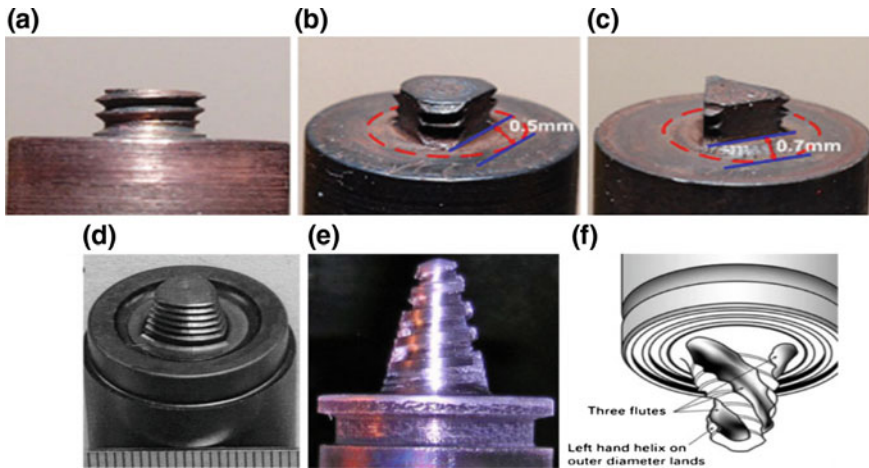 (a)
(b)
(c)
0.5mm
0.7mm
(d)
(e)
(f)
Three flutes
Left hand helix on
outer diameter lands